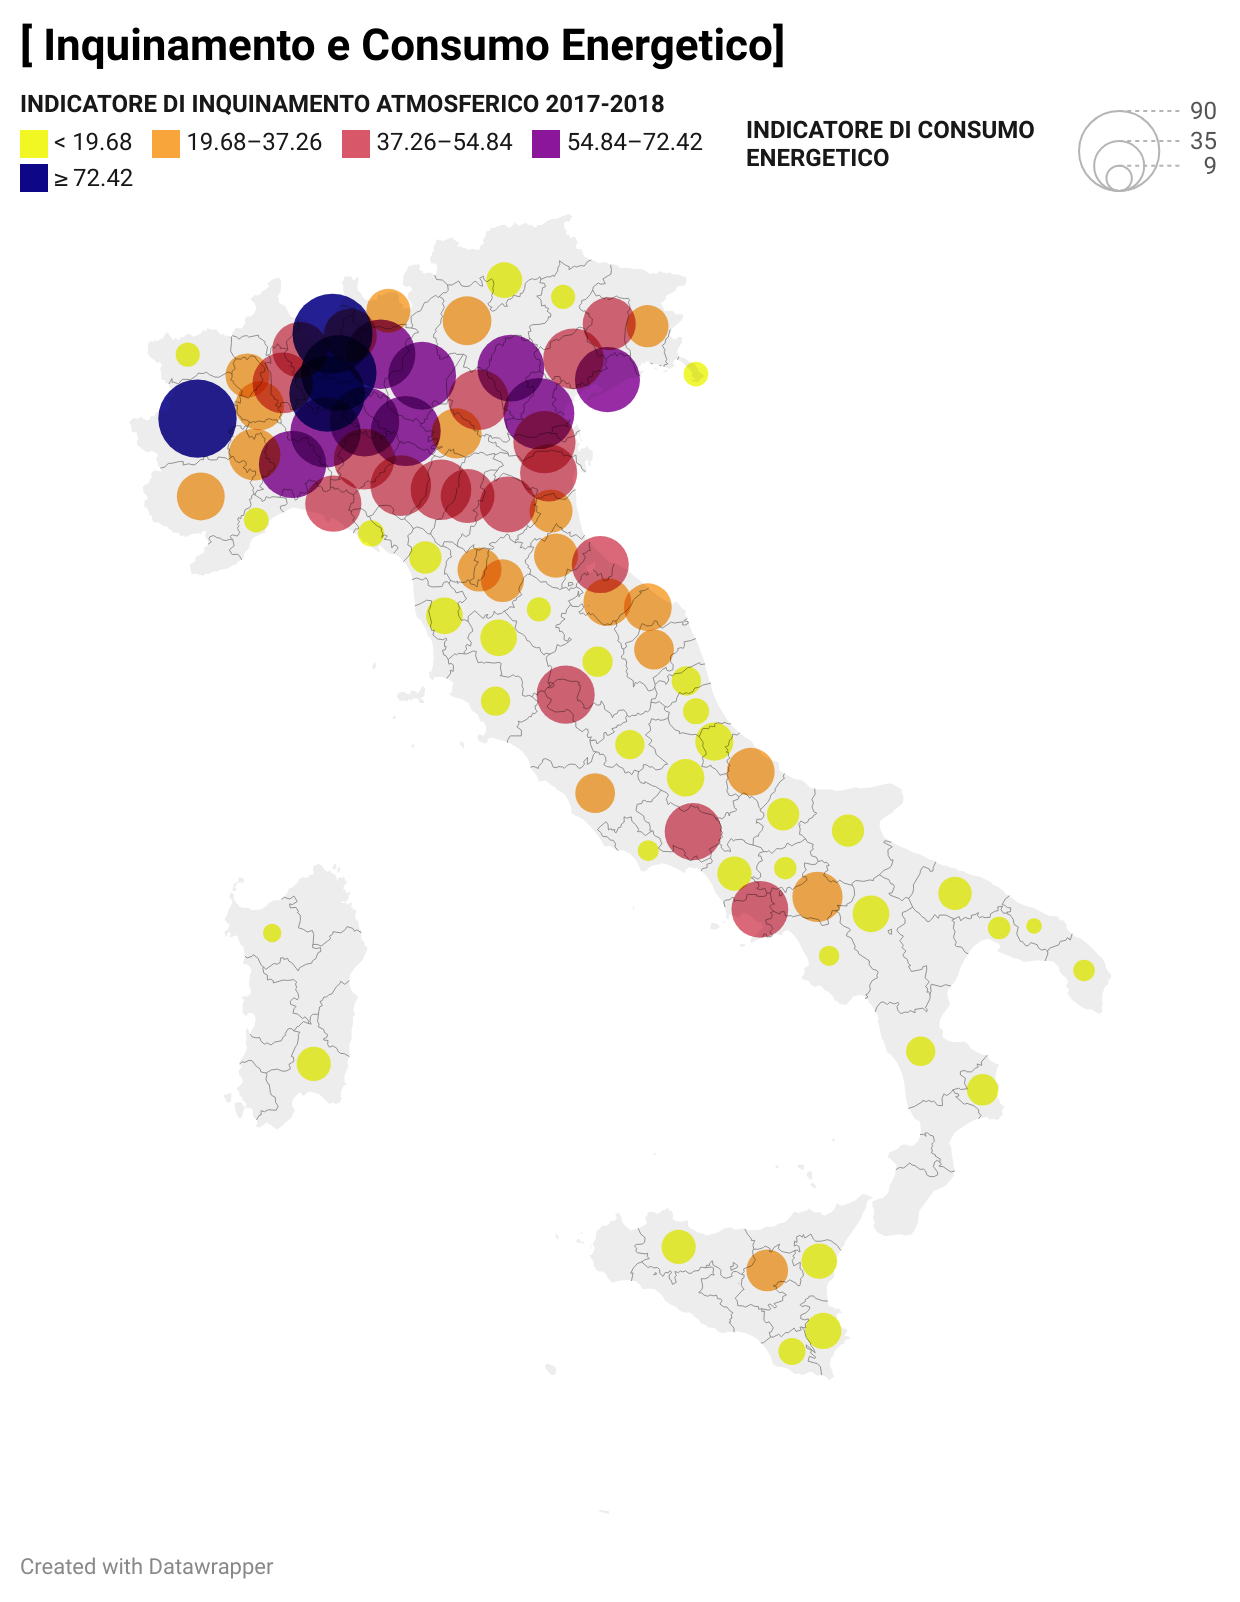 [ Inquinamento e Consumo Energetico]
INDICATORE DI INQUINAMENTO ATMOSFERICO 2017-2018
< 19.68 19.68–37.26 37.26–54.84 54.84–72.42
≥ 72.42
INDICATORE DI CONSUMO
ENERGETICO
90
35
9
Created with Datawrapper